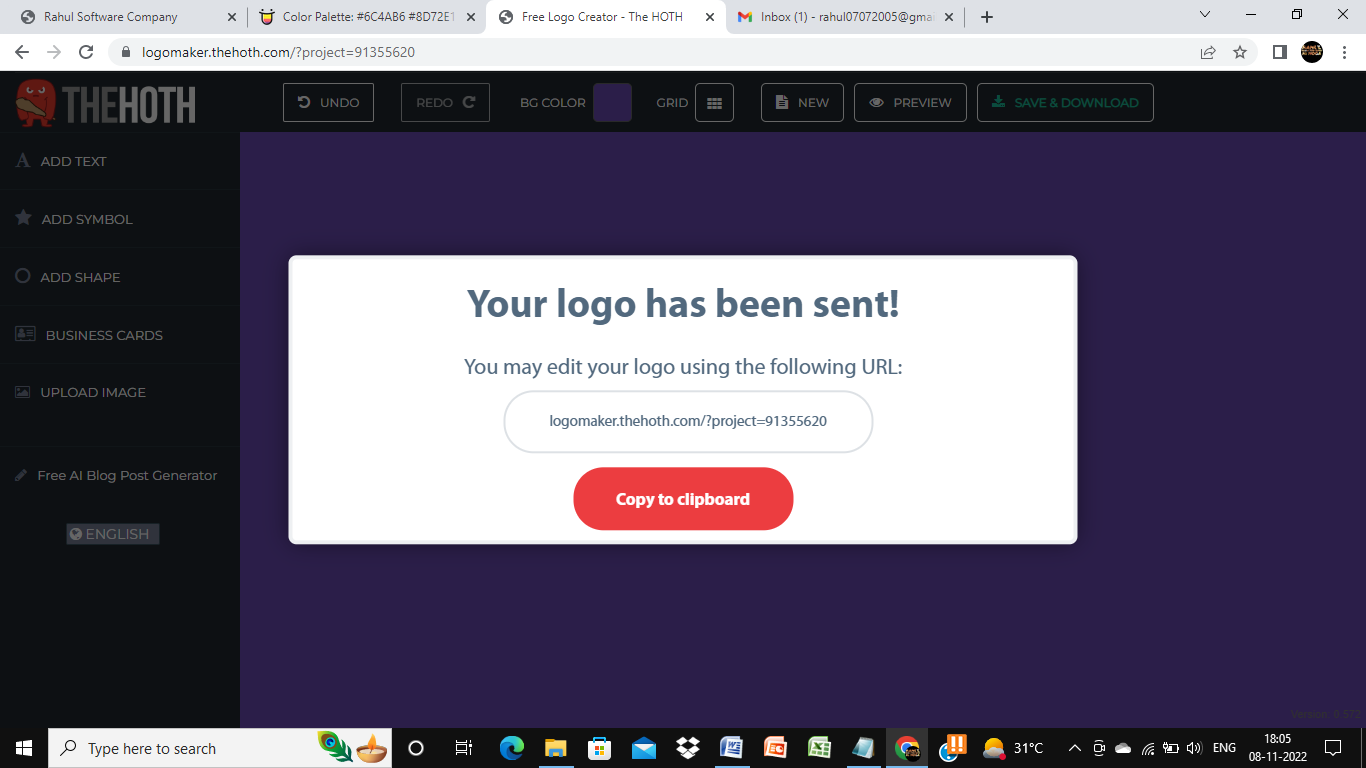 Rahul Software Company
Color Palette: #6C4AB6 #8D72E1
Free Logo Creator - The HOTH
Inbox (1) - rahul07072005@gmai
logomaker.thehoth.com/?project=91355620
THEHOTH
UNDO
REDO
BG COLOR
GRID
NEW
PREVIEW
SAVE & DOWNLOAD
ADD TEXT
ADD SYMBOL
ADD SHAPE
BUSINESS CARDS
UPLOAD IMAGE
Free AI Blog Post Generator
ENGLISH
Your logo has been sent!
You may edit your logo using the following URL:
logomaker.thehoth.com/?project=91355620
Copy to clipboard
Type here to search
31°C
ENG
18:05
08-11-2022